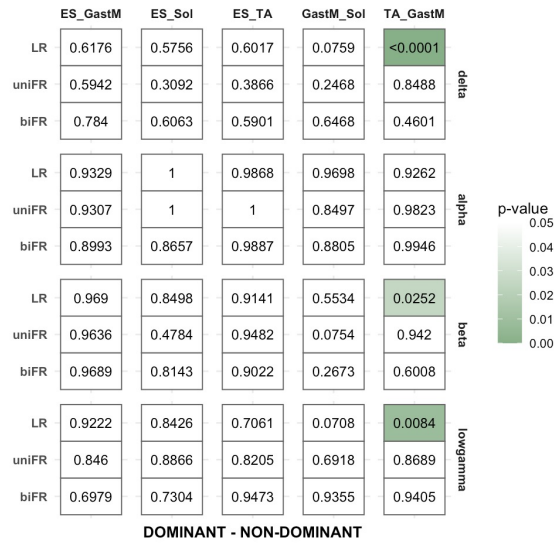 ES_GastM ES_Sol ES_TA GastM_Sol TA_GastM
LR 0.6176 0.5756 0.6017 0.0759 <0.0001
uniFR 0.5942 0.3092 0.3866 0.2468 0.8488
biFR 0.784 0.6063 0.5901 0.6468 0.4601
delta
LR 0.9329 1 0.9868 0.9698 0.9262
uniFR 0.9307 1 1 0.8497 0.9823
biFR 0.8993 0.8657 0.9887 0.8805 0.9946
alpha
LR 0.969 0.8498 0.9141 0.5534 0.0252
uniFR 0.9636 0.4784 0.9482 0.0754 0.942
biFR 0.9689 0.8143 0.9022 0.2673 0.6008
beta
LR 0.9222 0.8426 0.7061 0.0708 0.0084
uniFR 0.846 0.8866 0.8205 0.6918 0.8689
biFR 0.6979 0.7304 0.9473 0.9355 0.9405
lowgamma
DOMINANT - NON-DOMINANT
p-value
0.05
0.04
0.03
0.02
0.01
0.00